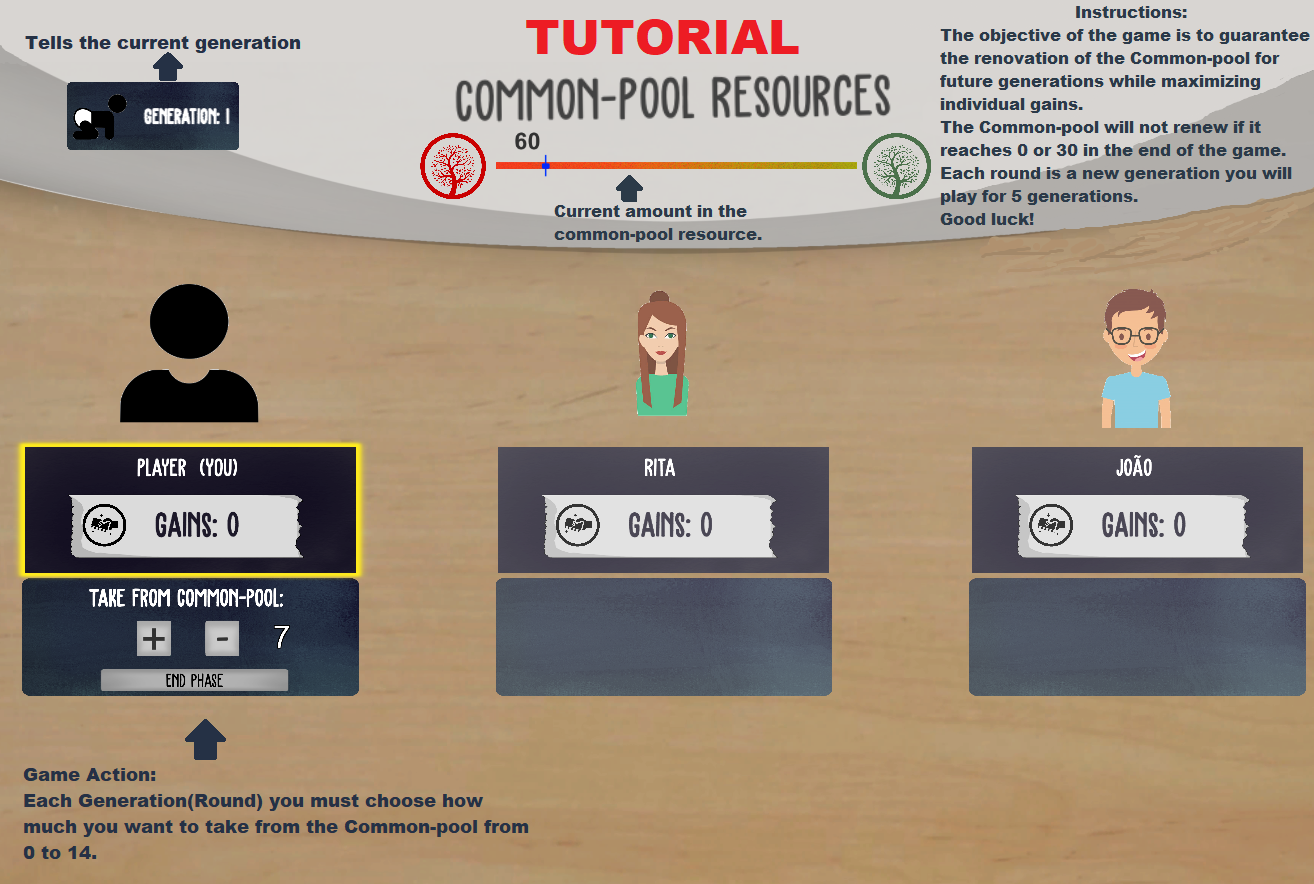 Tells the current generation
GENERATION: 1
TUTORIAL
COMMON-POOL RESOURCES
60
Current amount in the
common-pool resource.
Instructions:
The objective of the game is to guarantee
the renovation of the Common-pool for
future generations while maximizing
individual gains.
The Common-pool will not renew if it
reaches 0 or 30 in the end of the game.
Each round is a new generation you will
play for 5 generations.
Good luck!
PLAYER (YOU)
GAINS: 0
TAKE FROM COMMON-POOL:
+ - 7
END PHASE
RITA
GAINS: 0
JOÃO
GAINS: 0
Game Action:
Each Generation(Round) you must choose how
much you want to take from the Common-pool from
0 to 14.